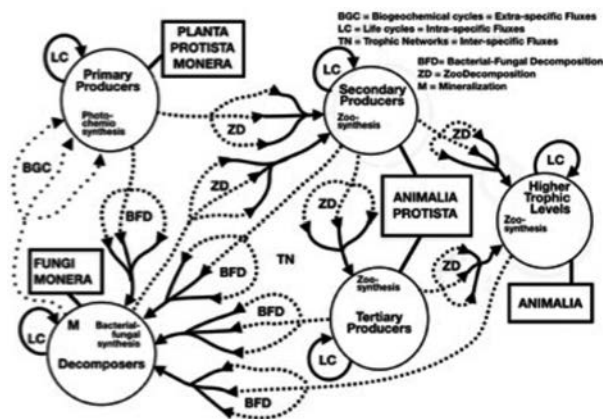 BGC = Biogeochemical cycles = Extra-specific Fluxes
LC = Life cycles = Intra-specific Fluxes
TN = Trophic Networks = Inter-specific Fluxes
BFD= Bacterial-Fungal Decomposition
ZD = ZooDecomposition
M = Mineralization
PLANTA
PROTISTA
MONERA
LC
Primary
Producers
Photo-
chemio
synthesis
LC
Secondary
Producers
Zoo-
synthesis
ZD
ZD
ZD
LC
Higher
Trophic
Levels
Zoo-
synthesis
BGC
BFD
ZD
ANIMALIA
PROTISTA
FUNGI
MONERA
BFD
TN
ZD
ANIMALIA
Zoo-
synthesis
Tertiary
Producers
LC
LC
M
Bacterial-
fungal
synthesis
Decomposers
BFD
BFD